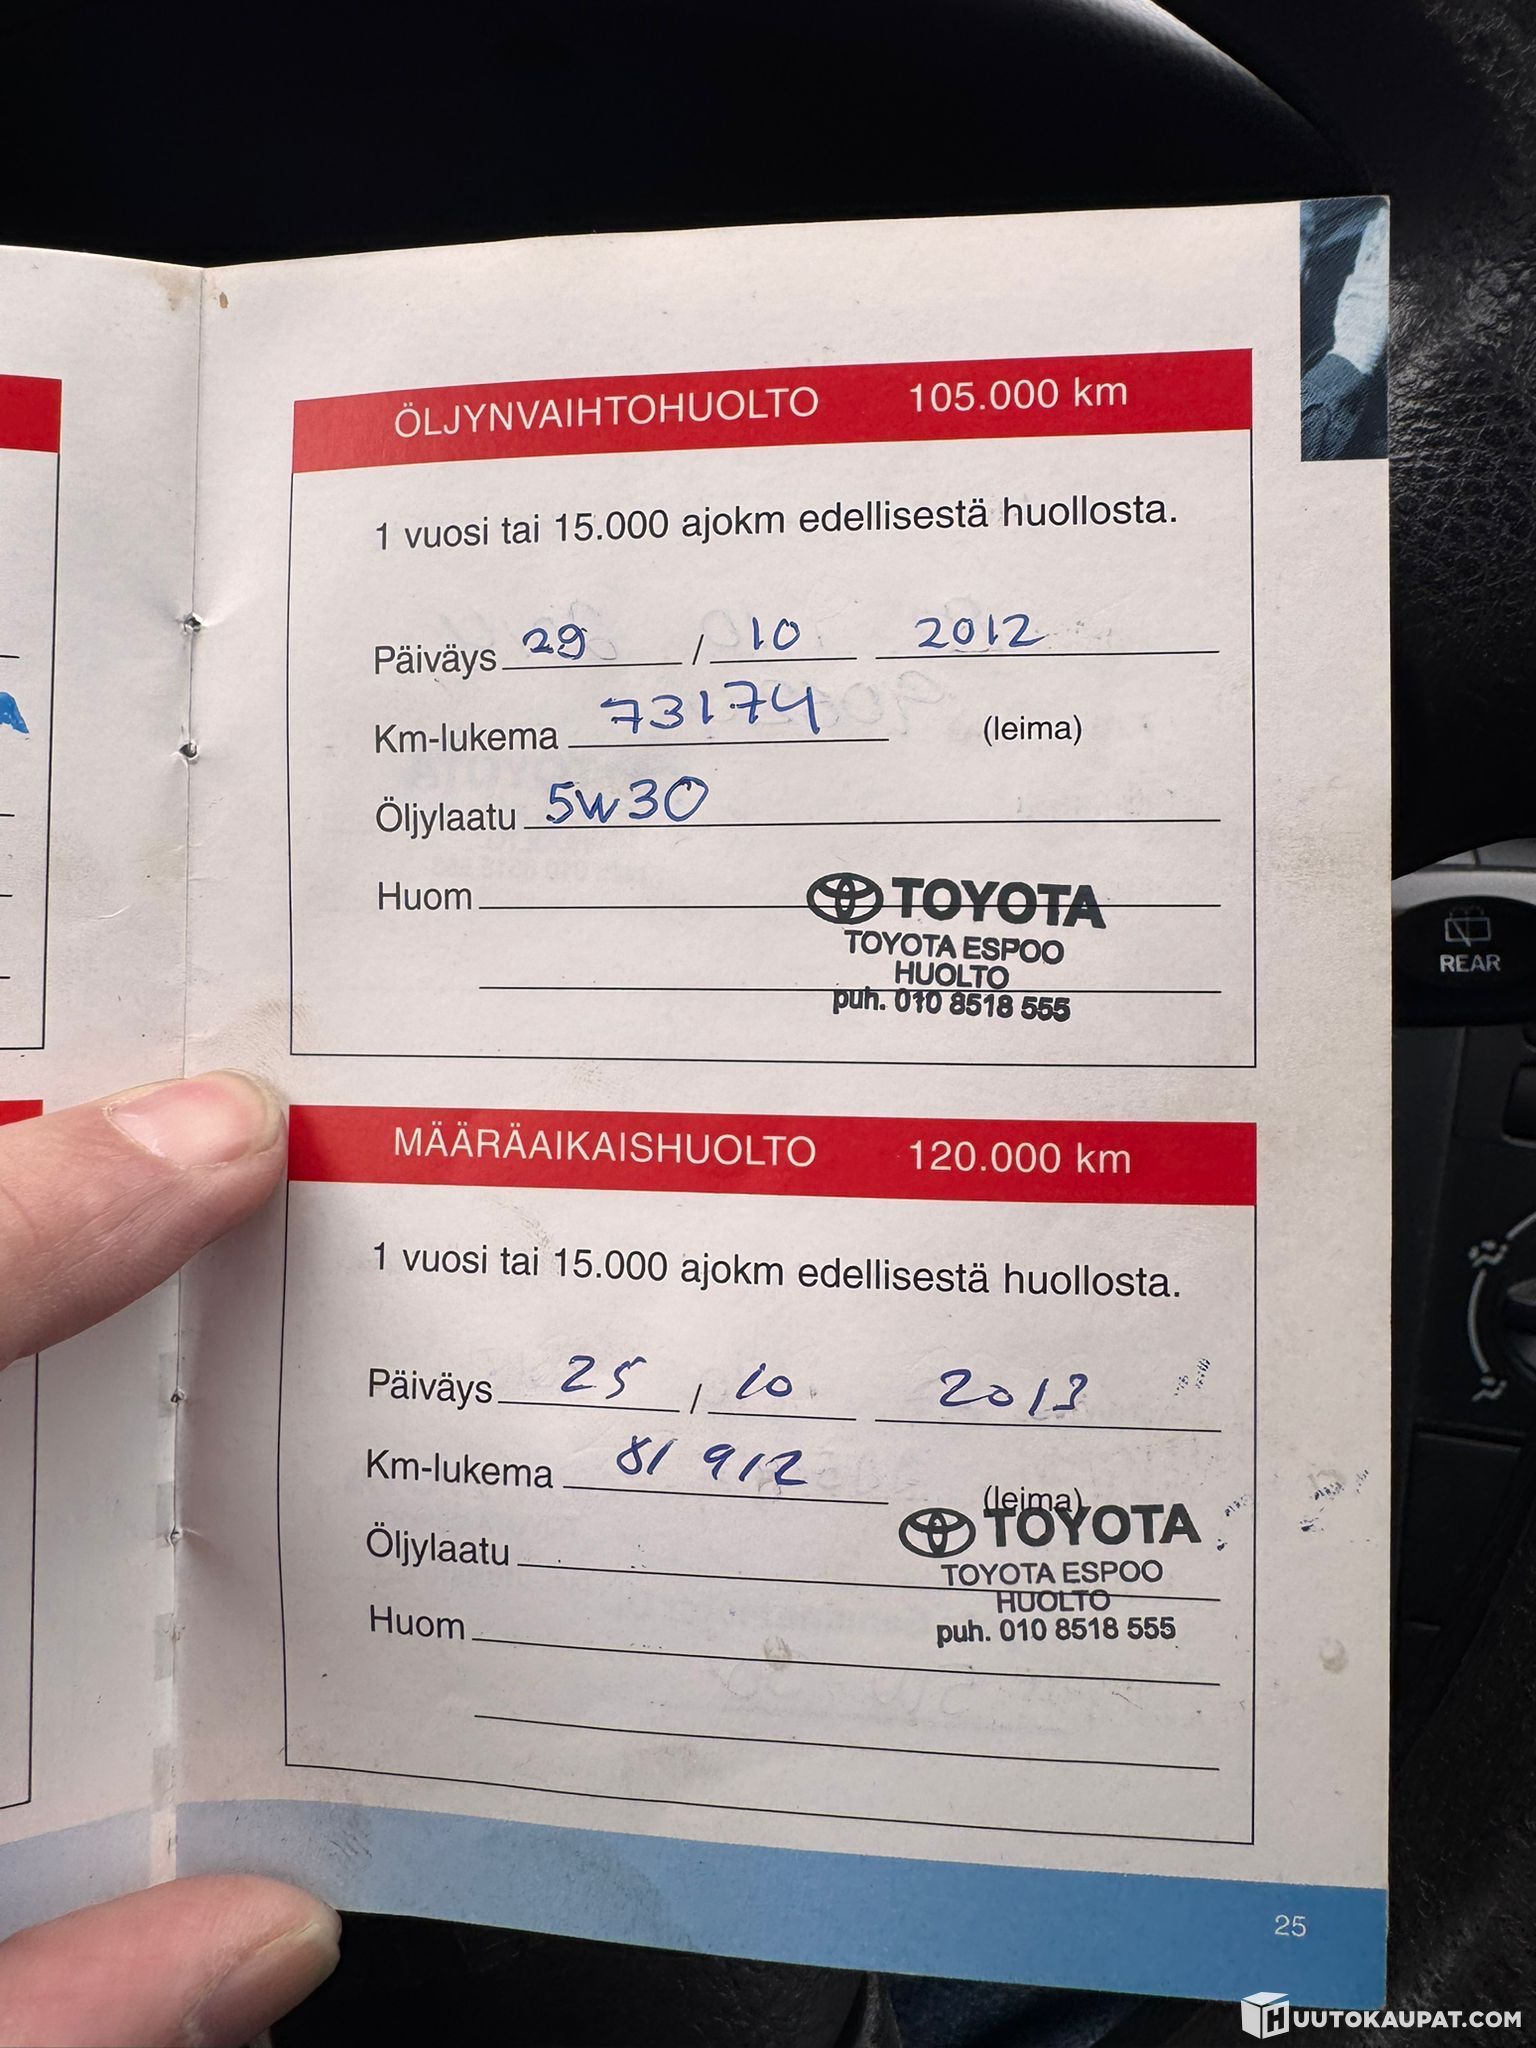 ÖLJYNVAIHTOHUOLTO 105.000 km
1 vuosi tai 15.000 ajokm edellisestä huollosta.
Päiväys 29 / 10 2012
Km-lukema 73174 (leima)
Öljylaatu 5W30
Huom
TOYOTA
TOYOTA ESPOO
HUOLTO
puh. 010 8518 555
MÄÄRÄAIKAISHUOLTO 120.000 km
1 vuosi tai 15.000 ajokm edellisestä huollosta.
Päiväys 25 / 10 2013
Km-lukema 81 912 (leima)
TOYOTA
Öljylaatu
TOYOTA ESPOO
HUOLTO
Huom
puh. 010 8518 555
25
REAR
HUUTOKAUPAT.COM